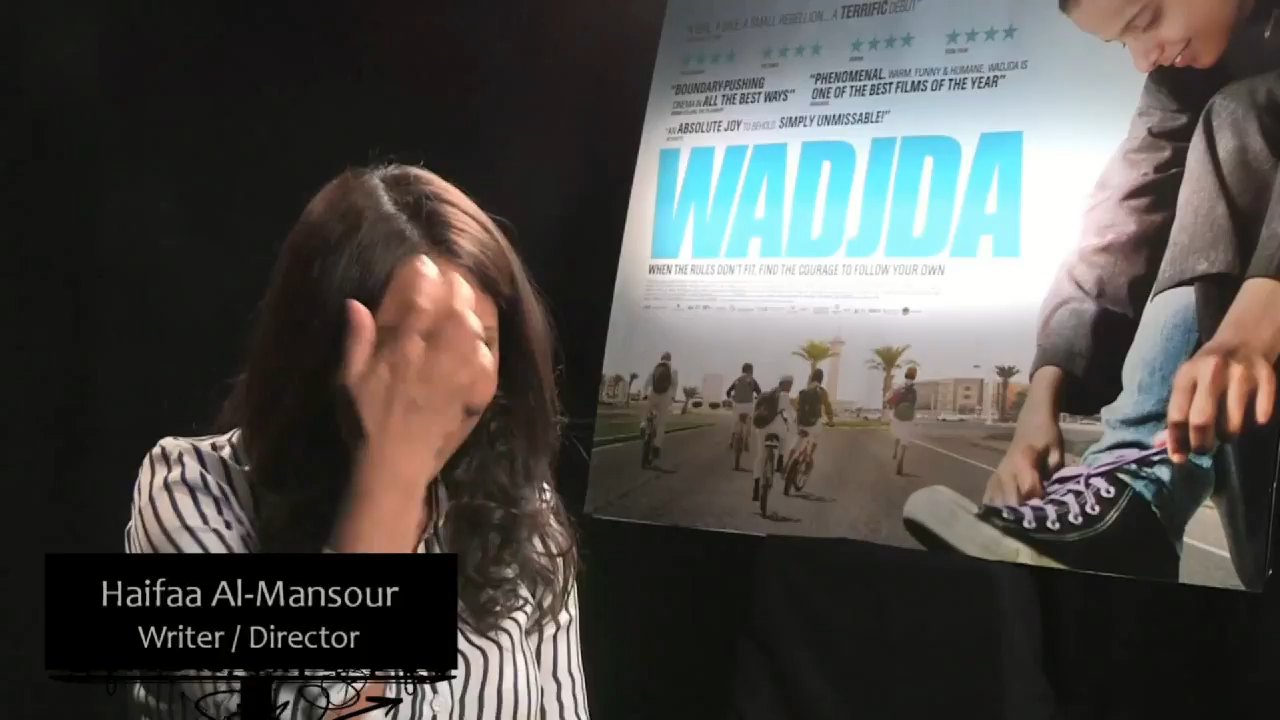 "A GIRL, A BIKE, A SMALL REBELLION... A TERRIFIC DEBUT"
"BOUNDARY-PUSHING
CINEMA IN ALL THE BEST WAYS"
"PHENOMENAL. WARM, FUNNY & HUMANE, WADJDA IS
ONE OF THE BEST FILMS OF THE YEAR"
"AN ABSOLUTE JOY TO BEHOLD. SIMPLY UNMISSABLE!"
WADJDA
WHEN THE RULES DON'T FIT, FIND THE COURAGE TO FOLLOW YOUR OWN
Haifaa Al-Mansour
Writer / Director